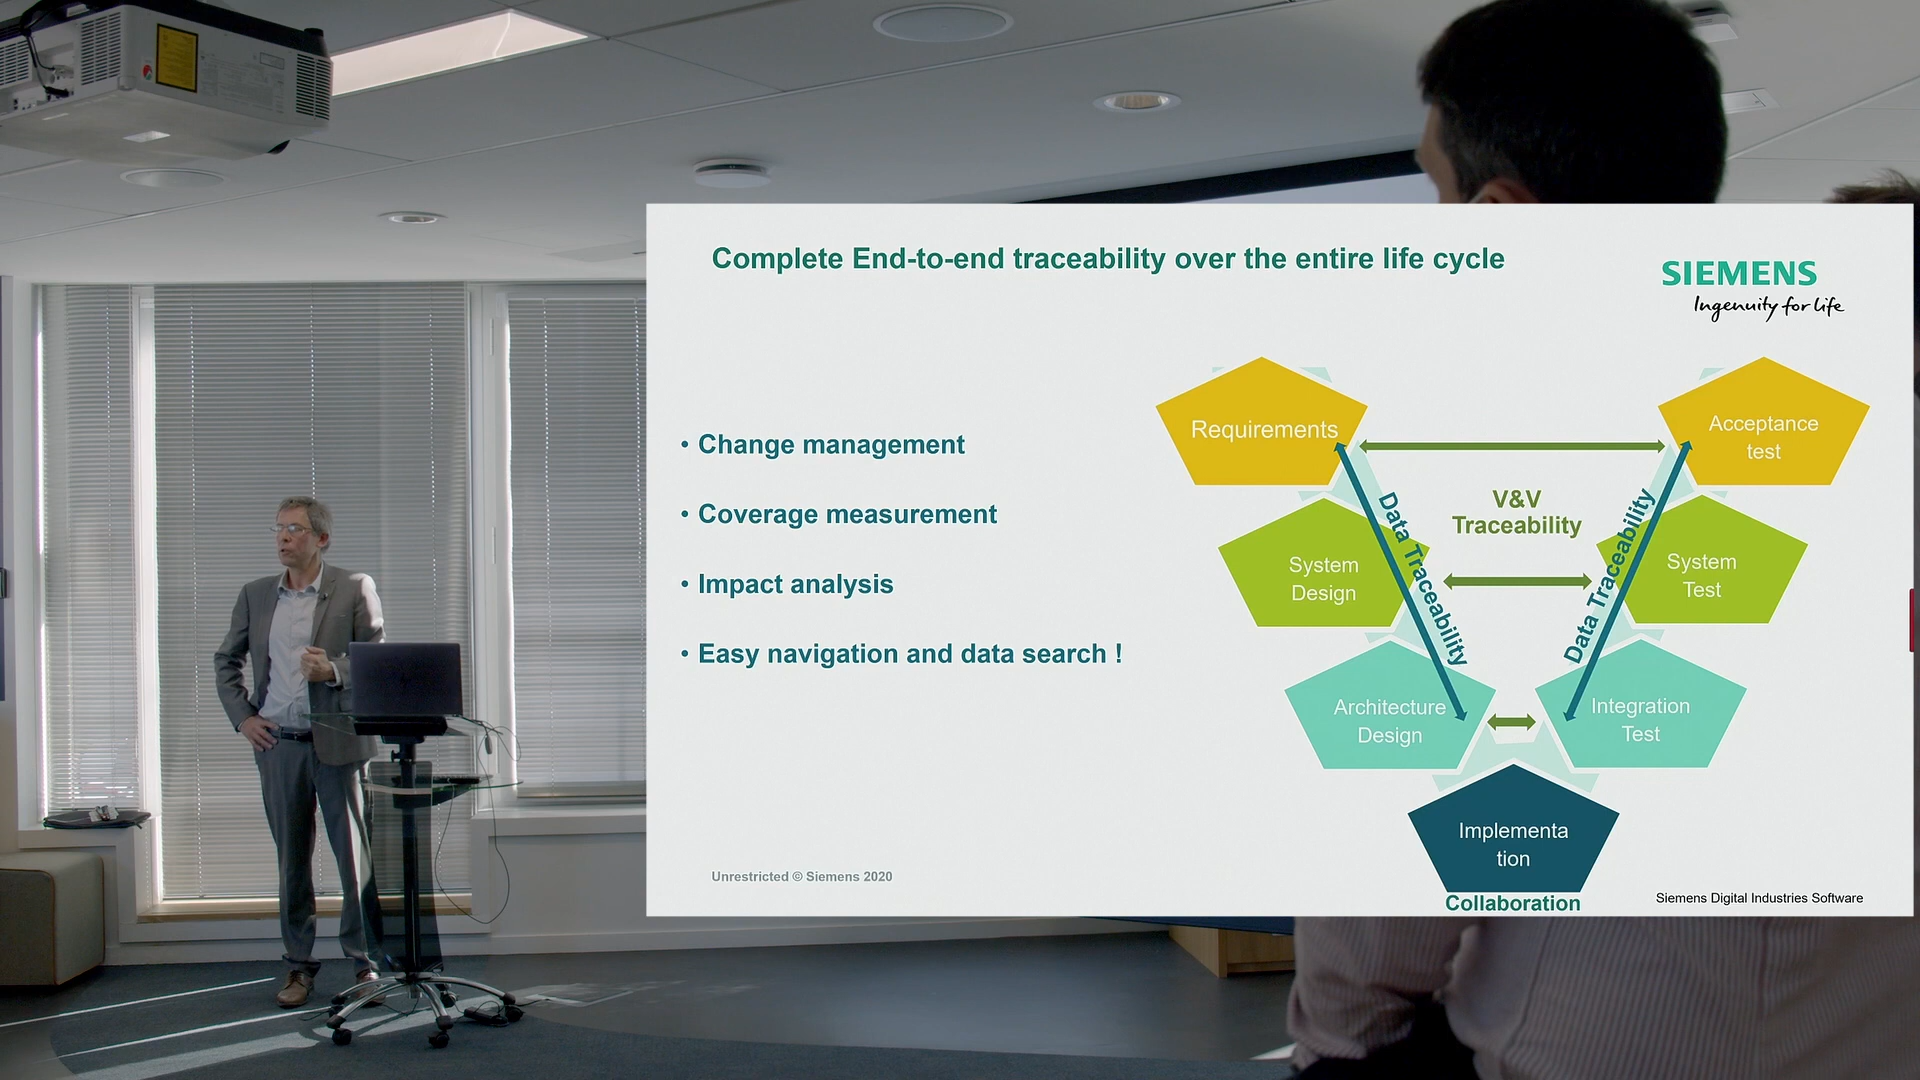 Complete End-to-end traceability over the entire life cycle
SIEMENS
Ingenuity for life
• Change management
• Coverage measurement
• Impact analysis
• Easy navigation and data search !
Requirements
Acceptance
test
V&V
Traceability
Data Traceability
Data Traceability
System
Design
System
Test
Architecture
Design
Integration
Test
Implementa
tion
Collaboration
Unrestricted © Siemens 2020
Siemens Digital Industries Software